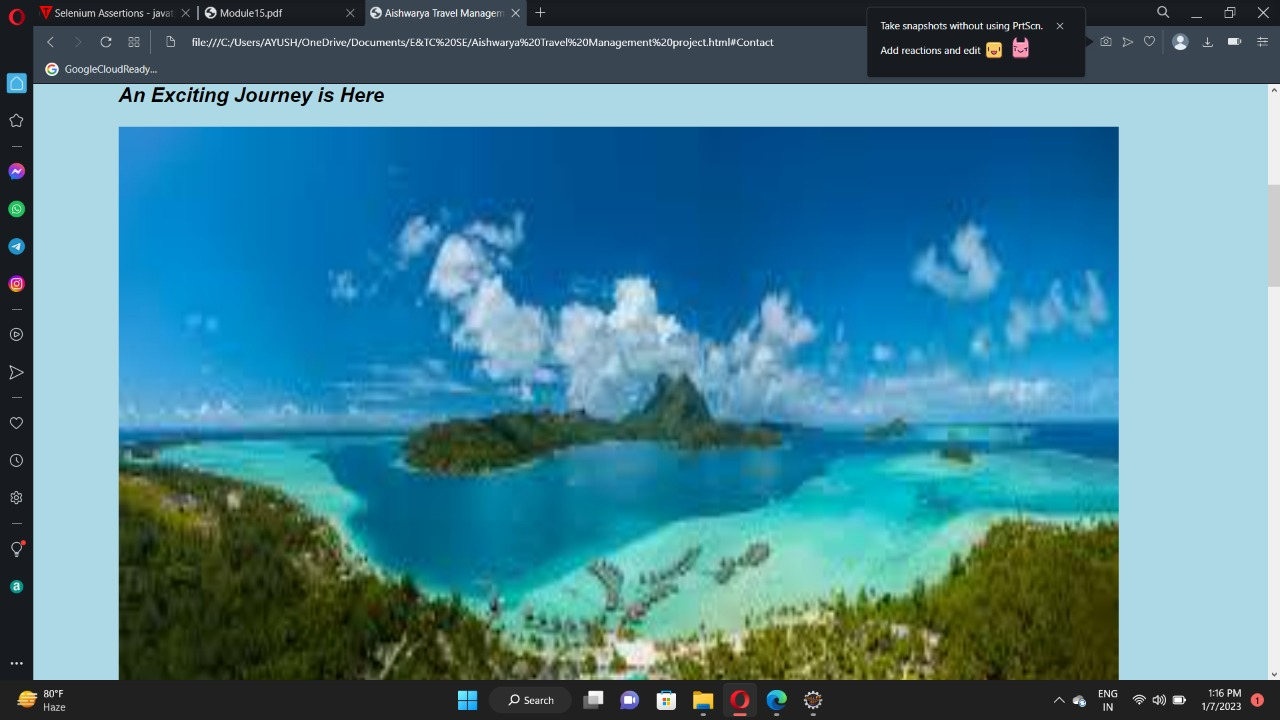 Selenium Assertions - javat
Module15.pdf
Aishwarya Travel Managem
file:///C:/Users/AYUSH/OneDrive/Documents/E&TC%20SE/Aishwarya%20Travel%20Management%20project.html#Contact
Take snapshots without using PrtScn.
Add reactions and edit
GoogleCloudReady...
An Exciting Journey is Here
80°F
Haze
Search
ENG
IN
1:16 PM
1/7/2023
1